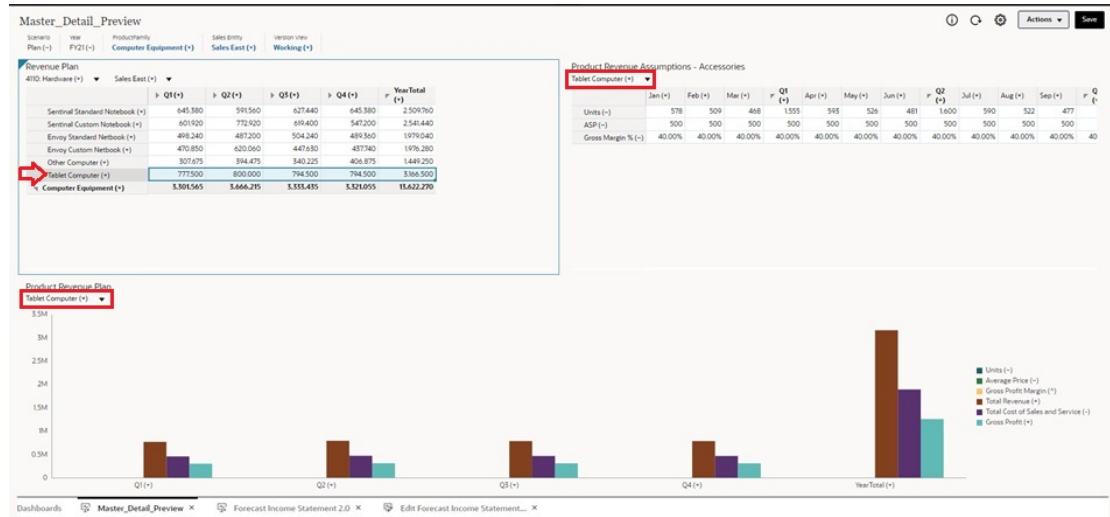 Master_Detail_Preview
Actions ▼ Save
Scenario Year ProductFamily Sales Entity Version View
Plan (~) FY21 (~) Computer Equipment (+) Sales East (+) Working (+)
Revenue Plan
4110: Hardware (+) ▼ Sales East (+) ▼
Q1 (+) Q2 (+) Q3 (+) Q4 (+) YearTotal (+)
Sentinal Standard Notebook (+) 645.380 591.560 627.440 645.380 2.509.760
Sentinal Custom Notebook (+) 601.920 772.920 619.400 547.200 2.541.440
Envoy Standard Netbook (+) 498.240 487.200 504.240 489.360 1.979.040
Envoy Custom Netbook (+) 470.850 620.060 447.630 437.740 1.976.280
Other Computer (+) 307.675 394.475 340.225 406.875 1.449.250
Tablet Computer (+) 777.500 800.000 794.500 794.500 3.166.500
Computer Equipment (+) 3.301.565 3.666.215 3.333.435 3.321.055 13.622.270
Product Revenue Assumptions - Accessories
Tablet Computer (+) ▼
Jan (+) Feb (+) Mar (+) Q1 (+) Apr (+) May (+) Jun (+) Q2 (+) Jul (+) Aug (+) Sep (+)
Units (~) 578 509 468 1.555 593 526 481 1.600 590 522 477
ASP (~) 500 500 500 500 500 500 500 500 500 500 500
Gross Margin % (~) 40.00% 40.00% 40.00% 40.00% 40.00% 40.00% 40.00% 40.00% 40.00% 40.00% 40.00% 40
Product Revenue Plan
Tablet Computer (+) ▼
3.5M
3M
2.5M
2M
1.5M
1M
0.5M
0
Q1 (+) Q2 (+) Q3 (+) Q4 (+) YearTotal (+)
Units (~)
Average Price (~)
Gross Profit Margin (^)
Total Revenue (+)
Total Cost of Sales and Service (-)
Gross Profit (+)
Dashboards Master_Detail_Preview × Forecast Income Statement 2.0 × Edit Forecast Income Statement... ×